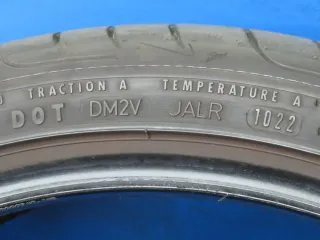 TRACTION A TEMPERATURE A
DOT DM2V JALR 1022